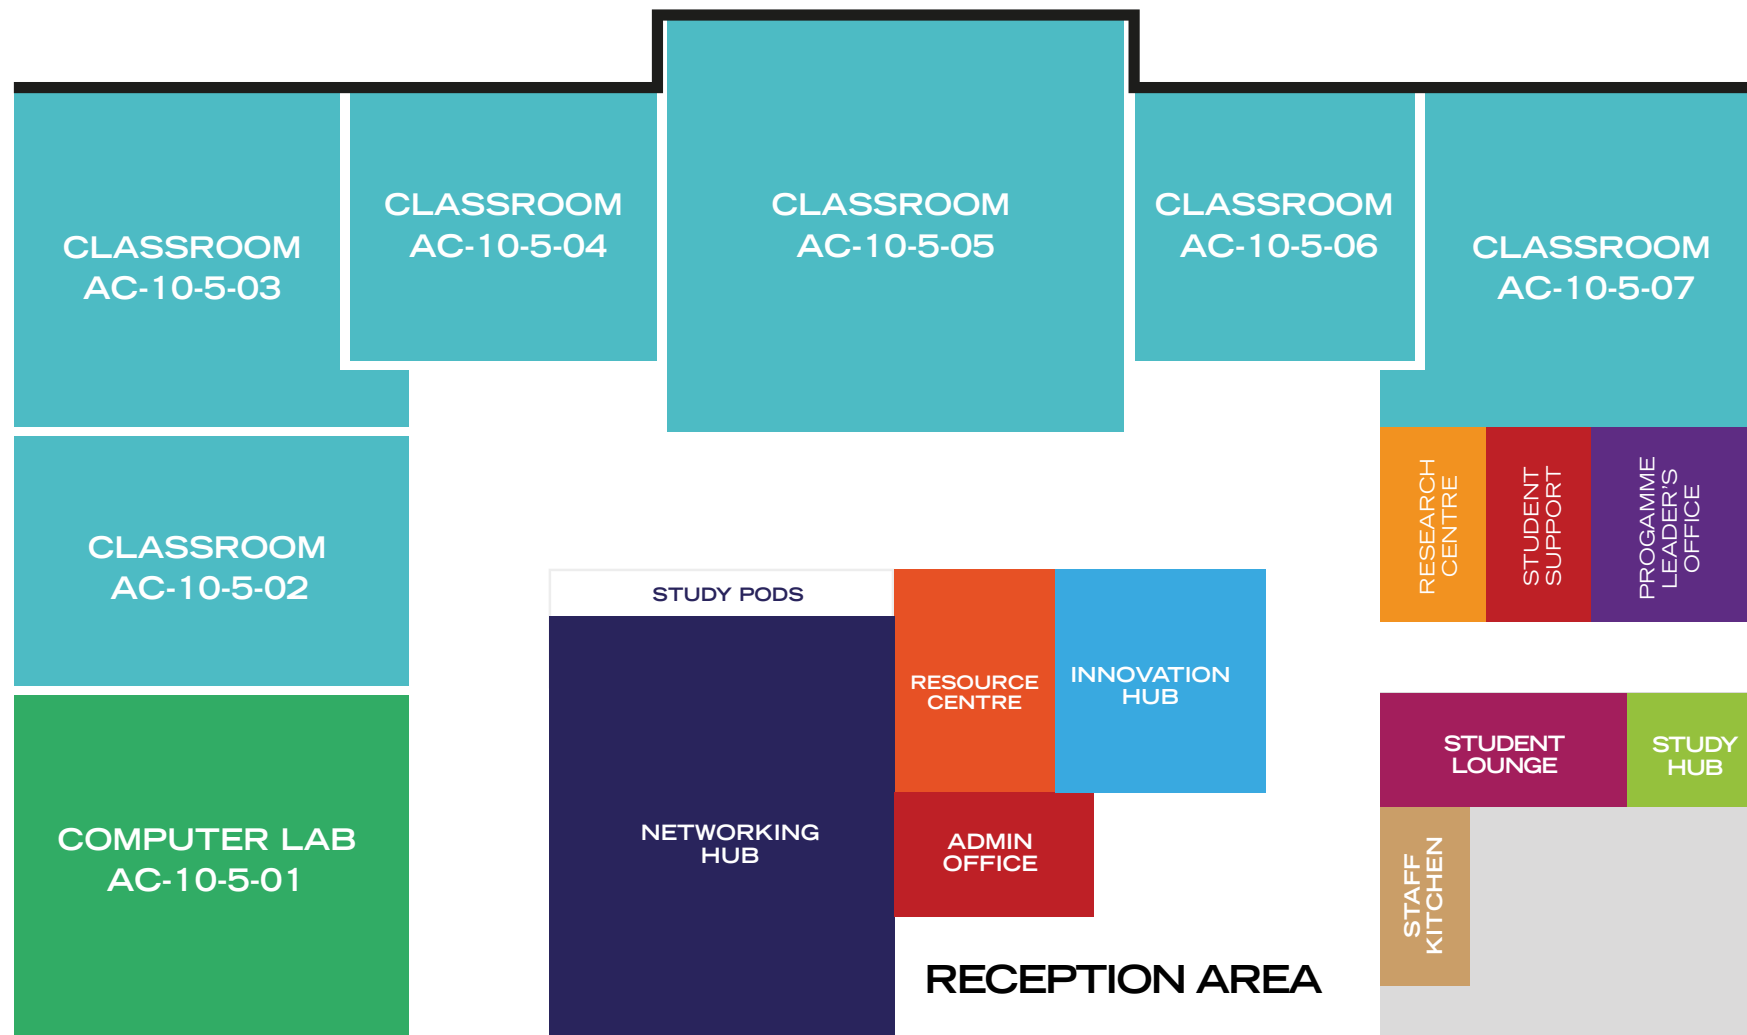 CLASSROOM
AC-10-5-03
CLASSROOM
AC-10-5-04
CLASSROOM
AC-10-5-05
CLASSROOM
AC-10-5-06
CLASSROOM
AC-10-5-07
CLASSROOM
AC-10-5-02
RESEARCH
CENTRE
STUDENT
SUPPORT
PROGAMME
LEADER'S
OFFICE
STUDY PODS
RESOURCE
CENTRE
INNOVATION
HUB
STUDENT
LOUNGE
STUDY
HUB
COMPUTER LAB
AC-10-5-01
NETWORKING
HUB
ADMIN
OFFICE
STAFF
KITCHEN
RECEPTION AREA